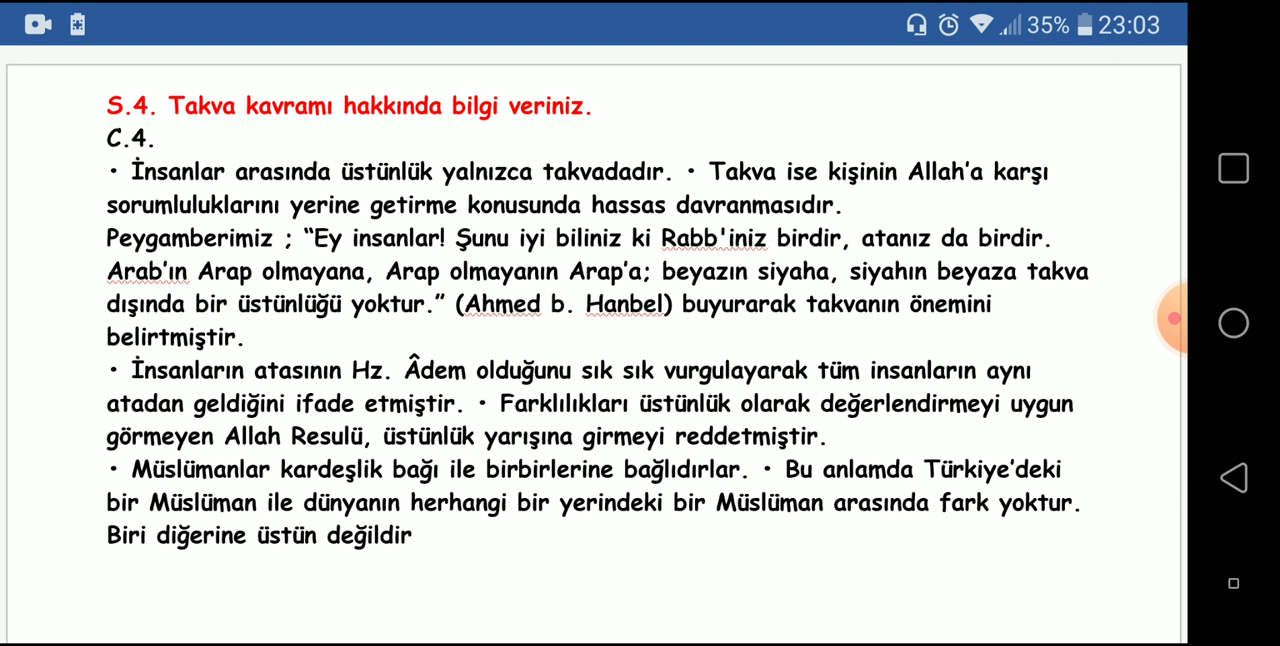 35% 23:03
S.4. Takva kavramı hakkında bilgi veriniz.
C.4.
• İnsanlar arasında üstünlük yalnızca takvadadır. • Takva ise kişinin Allah’a karşı
sorumluluklarını yerine getirme konusunda hassas davranmasıdır.
Peygamberimiz ; “Ey insanlar! Şunu iyi biliniz ki Rabb'iniz birdir, atanız da birdir.
Arab’ın Arap olmayana, Arap olmayanın Arap’a; beyazın siyaha, siyahın beyaza takva
dışında bir üstünlüğü yoktur.” (Ahmed b. Hanbel) buyurarak takvanın önemini
belirtmiştir.
• İnsanların atasının Hz. Âdem olduğunu sık sık vurgulayarak tüm insanların aynı
atadan geldiğini ifade etmiştir. • Farklılıkları üstünlük olarak değerlendirmeyi uygun
görmeyen Allah Resulü, üstünlük yarışına girmeyi reddetmiştir.
• Müslümanlar kardeşlik bağı ile birbirlerine bağlıdırlar. • Bu anlamda Türkiye’deki
bir Müslüman ile dünyanın herhangi bir yerindeki bir Müslüman arasında fark yoktur.
Biri diğerine üstün değildir